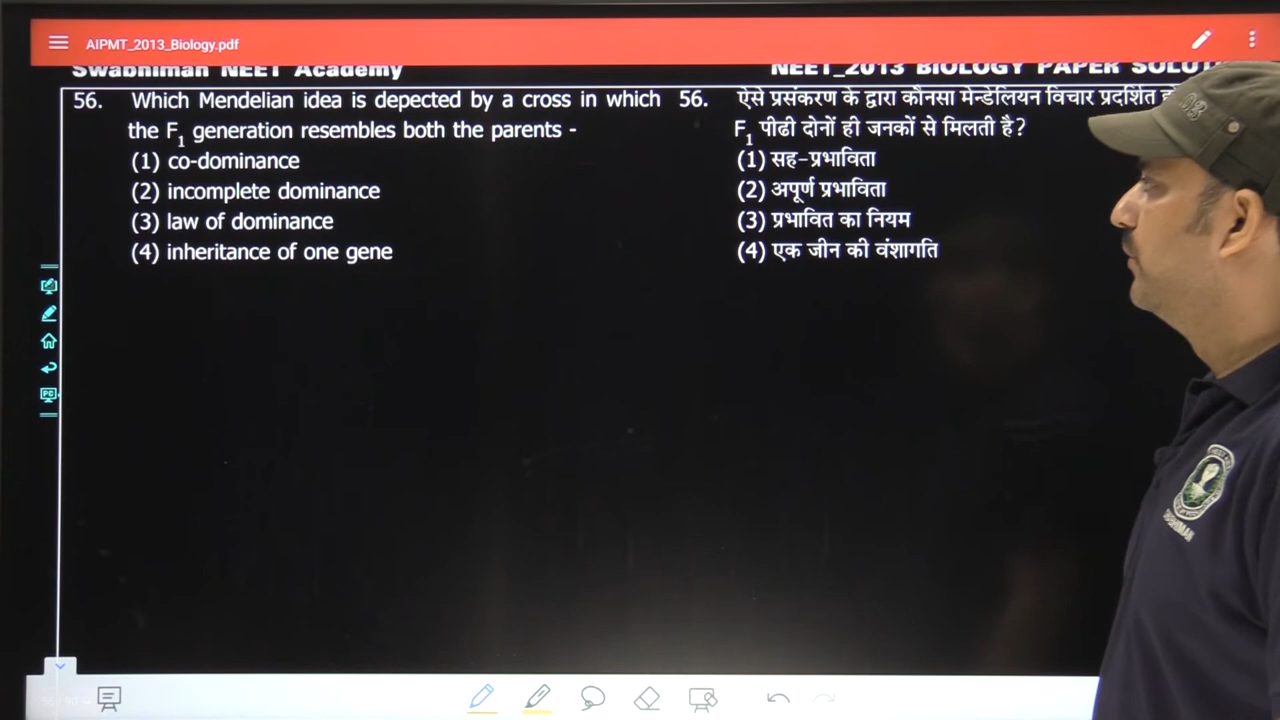 AIPMT_2013_Biology.pdf
Swabhiman NEET Academy
NEET_2013 BIOLOGY PAPER
56. Which Mendelian idea is depected by a cross in which
the F1 generation resembles both the parents -
(1) co-dominance
(2) incomplete dominance
(3) law of dominance
(4) inheritance of one gene
56. ऐसे प्रसंकरण के द्वारा कौनसा मेन्डेलियन विचार प्रदर्शित
F1 पीढी दोनों ही जनकों से मिलती है?
(1) सह-प्रभाविता
(2) अपूर्ण प्रभाविता
(3) प्रभावित का नियम
(4) एक जीन की वंशागति
PC